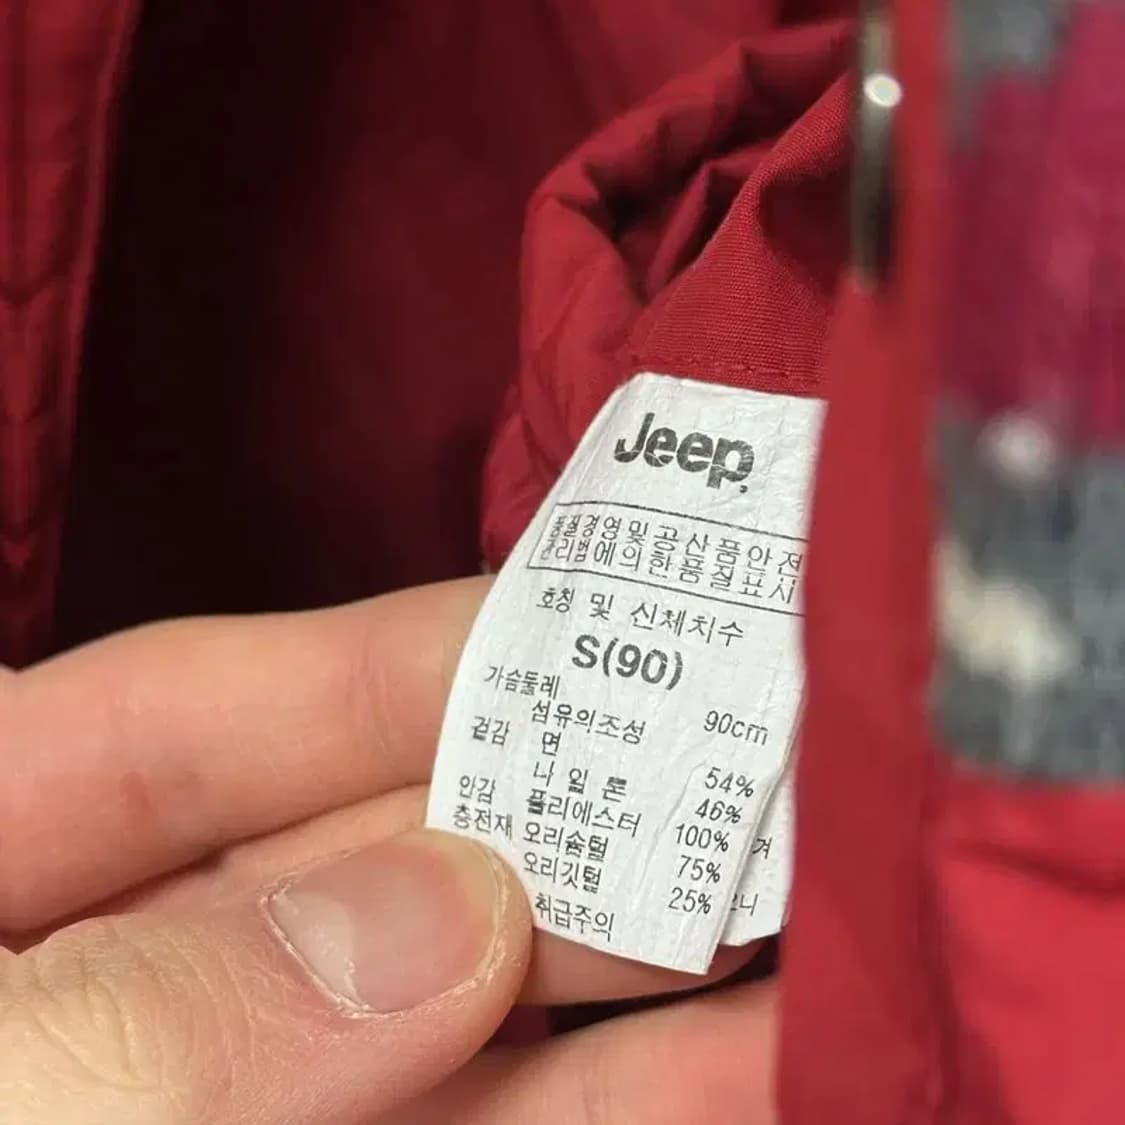 Jeep
품질경영및공산품안전
관리법에의한품질표시
호칭 및 신체치수
S(90)
가슴둘레 90cm
섬유의조성
겉감 면 54%
나 일 론 46%
안감 폴리에스터 100%
충전재 오리솜털 75%
오리깃털 25%
취급주의